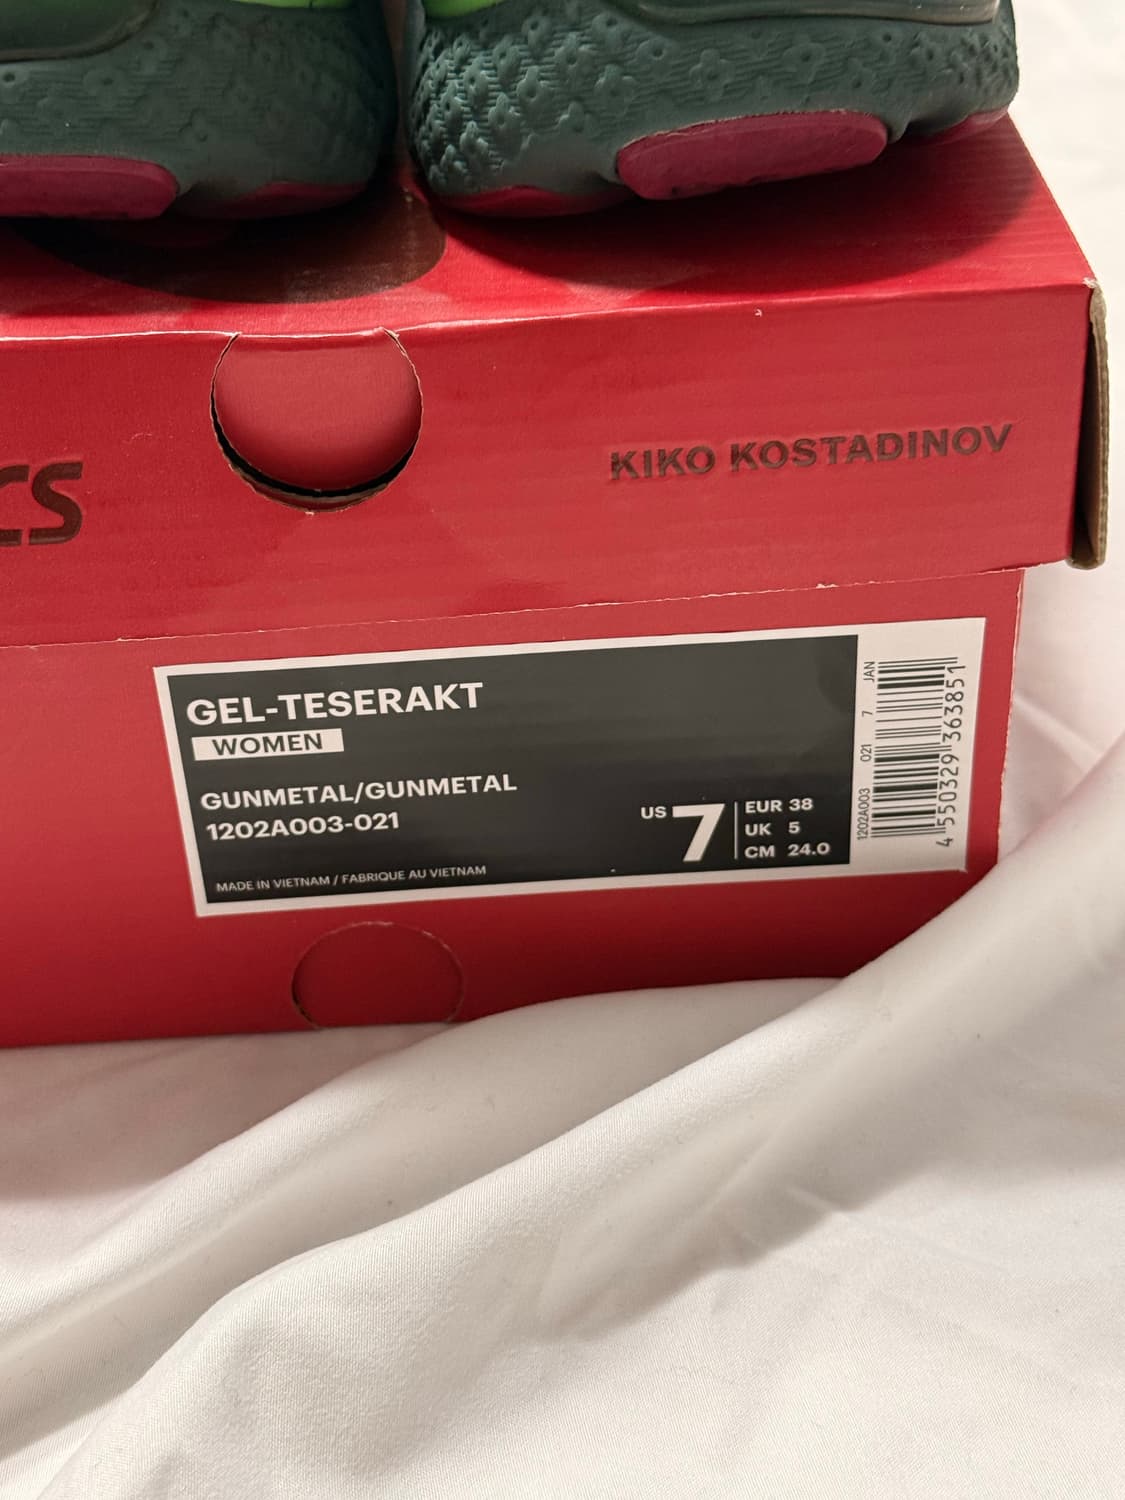 CS
KIKO KOSTADINOV
GEL-TESERAKT
WOMEN
GUNMETAL/GUNMETAL
1202A003-021
MADE IN VIETNAM / FABRIQUE AU VIETNAM
US 7
EUR 38
UK 5
CM 24.0
1202A003 021 7 JAN
4 550329 363851